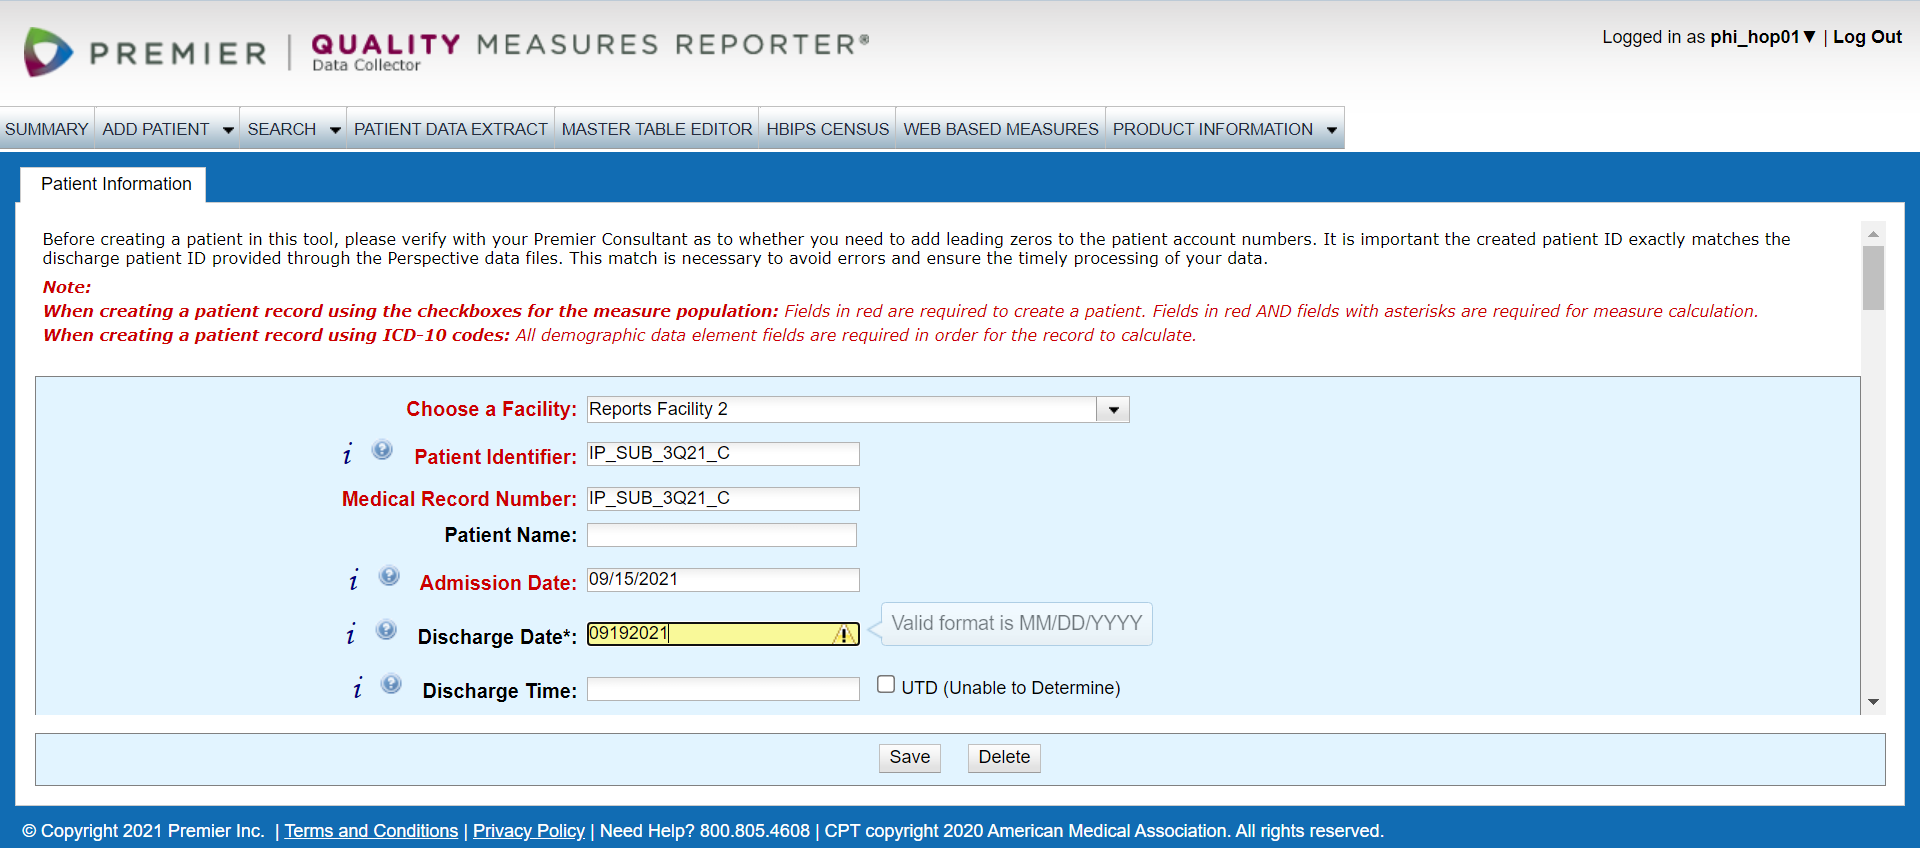 PREMIER | QUALITY MEASURES REPORTER®
Data Collector
Logged in as phi_hop01▼ | Log Out
SUMMARY ADD PATIENT ▼ SEARCH ▼ PATIENT DATA EXTRACT MASTER TABLE EDITOR HBIPS CENSUS WEB BASED MEASURES PRODUCT INFORMATION ▼
Patient Information
Before creating a patient in this tool, please verify with your Premier Consultant as to whether you need to add leading zeros to the patient account numbers. It is important the created patient ID exactly matches the
discharge patient ID provided through the Perspective data files. This match is necessary to avoid errors and ensure the timely processing of your data.
Note:
When creating a patient record using the checkboxes for the measure population: Fields in red are required to create a patient. Fields in red AND fields with asterisks are required for measure calculation.
When creating a patient record using ICD-10 codes: All demographic data element fields are required in order for the record to calculate.
Choose a Facility: Reports Facility 2
i ? Patient Identifier: IP_SUB_3Q21_C
Medical Record Number: IP_SUB_3Q21_C
Patient Name:
i ? Admission Date: 09/15/2021
i ? Discharge Date*: 09192021 Valid format is MM/DD/YYYY
i ? Discharge Time: UTD (Unable to Determine)
Save Delete
© Copyright 2021 Premier Inc. | Terms and Conditions | Privacy Policy | Need Help? 800.805.4608 | CPT copyright 2020 American Medical Association. All rights reserved.